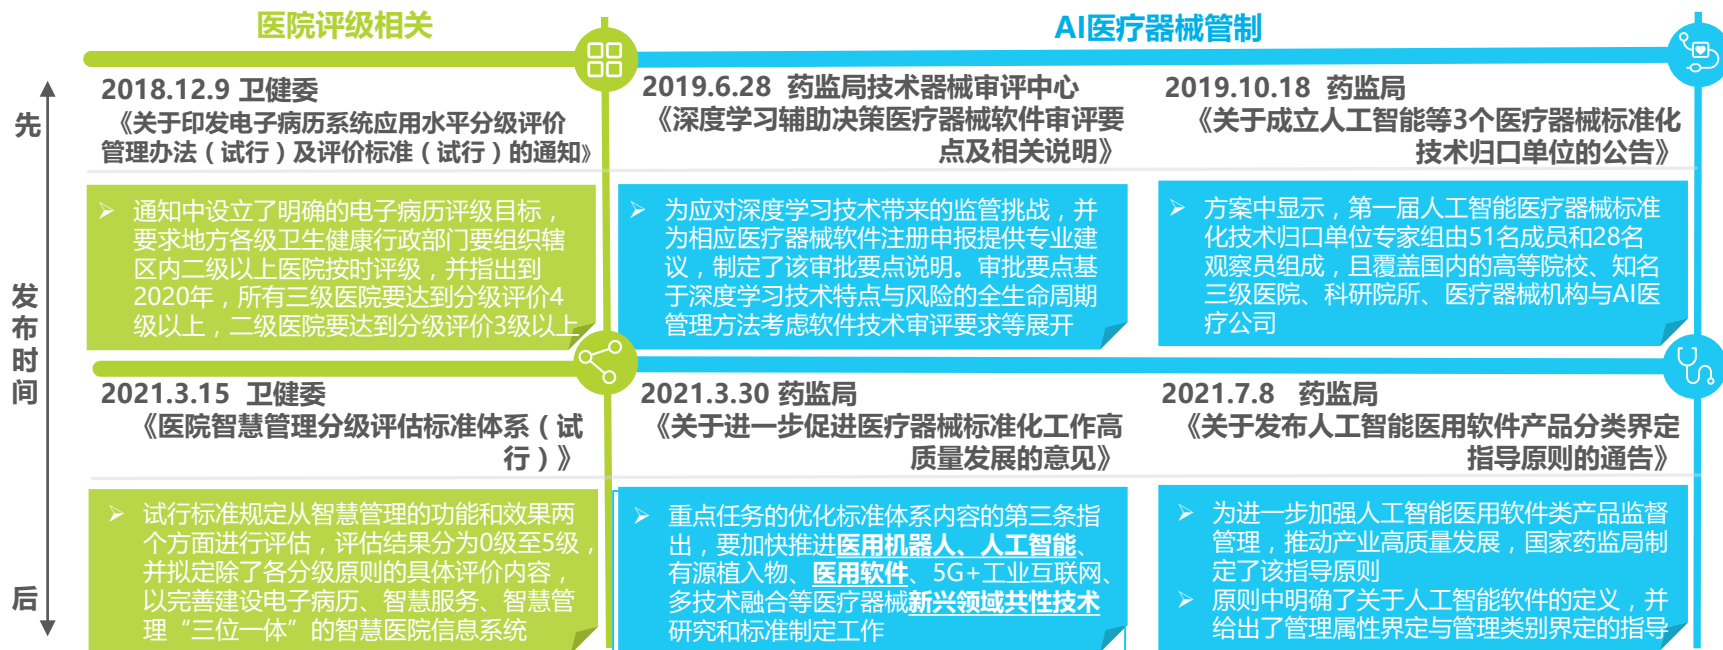 医院评级相关
AI医疗器械管制
先
发
布
时
间
后
2018.12.9 卫健委
《关于印发电子病历系统应用水平分级评价
管理办法（试行）及评价标准（试行）的通知》
➢ 通知中设立了明确的电子病历评级目标，
要求地方各级卫生健康行政部门要组织辖
区内二级以上医院按时评级，并指出到
2020年，所有三级医院要达到分级评价4
级以上，二级医院要达到分级评价3级以上
2019.6.28 药监局技术器械审评中心
《深度学习辅助决策医疗器械软件审评要
点及相关说明》
➢ 为应对深度学习技术带来的监管挑战，并
为相应医疗器械软件注册申报提供专业建
议，制定了该审批要点说明。审批要点基
于深度学习技术特点与风险的全生命周期
管理方法考虑软件技术审评要求等展开
2019.10.18 药监局
《关于成立人工智能等3个医疗器械标准化
技术归口单位的公告》
➢ 方案中显示，第一届人工智能医疗器械标准
化技术归口单位专家组由51名成员和28名
观察员组成，且覆盖国内的高等院校、知名
三级医院、科研院所、医疗器械机构与AI医
疗公司
2021.3.15 卫健委
《医院智慧管理分级评估标准体系（试
行）》
➢ 试行标准规定从智慧管理的功能和效果两
个方面进行评估，评估结果分为0级至5级，
并拟定除了各分级原则的具体评价内容，
以完善建设电子病历、智慧服务、智慧管
理“三位一体”的智慧医院信息系统
2021.3.30 药监局
《关于进一步促进医疗器械标准化工作高
质量发展的意见》
➢ 重点任务的优化标准体系内容的第三条指
出，要加快推进医用机器人、人工智能、
有源植入物、医用软件、5G+工业互联网、
多技术融合等医疗器械新兴领域共性技术
研究和标准制定工作
2021.7.8 药监局
《关于发布人工智能医用软件产品分类界定
指导原则的通告》
➢ 为进一步加强人工智能医用软件类产品监督
管理，推动产业高质量发展，国家药监局制
定了该指导原则
➢ 原则中明确了关于人工智能软件的定义，并
给出了管理属性界定与管理类别界定的指导